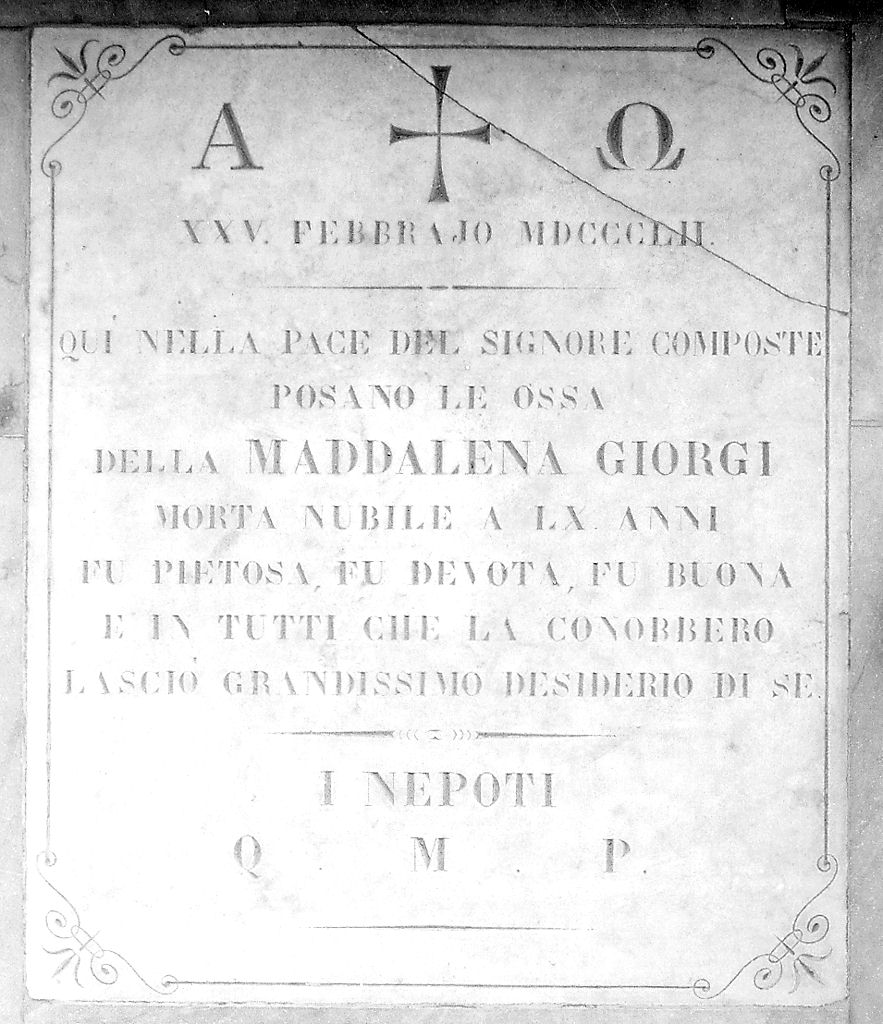 Α Ω
XXV. FEBBRAJO MDCCCLII.
QUI NELLA PACE DEL SIGNORE COMPOSTE
POSANO LE OSSA
DELLA MADDALENA GIORGI
MORTA NUBILE A LX. ANNI
FU PIETOSA, FU DEVOTA, FU BUONA
E IN TUTTI CHE LA CONOBBERO
LASCIÒ GRANDISSIMO DESIDERIO DI SE.
I NEPOTI
Q . M . P.